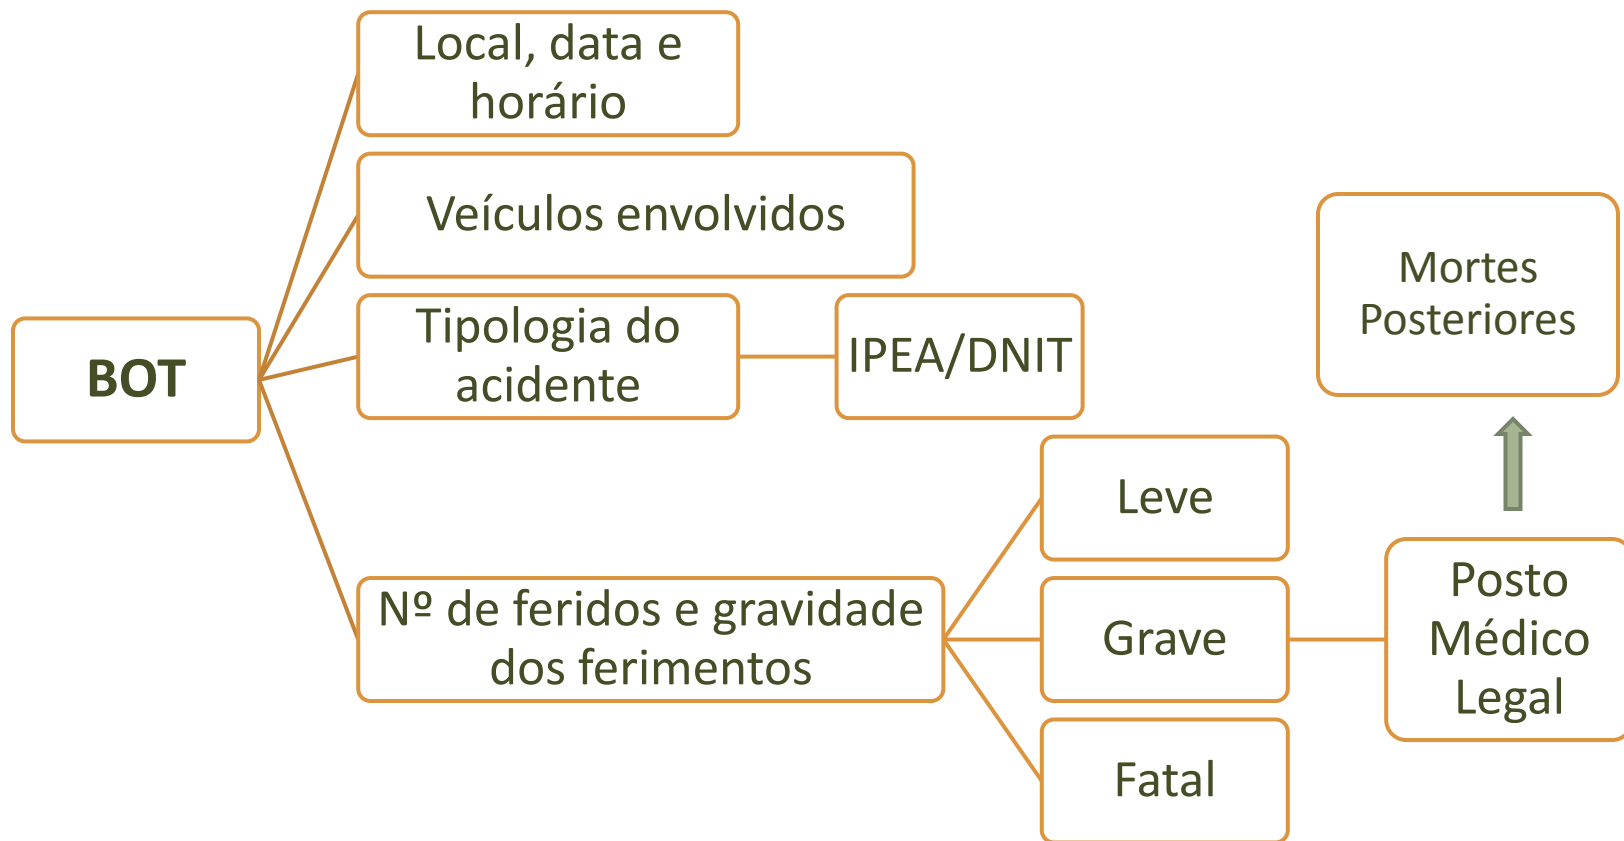 Local, data e
horário
Veículos envolvidos
BOT
Tipologia do
acidente
IPEA/DNIT
Nº de feridos e gravidade
dos ferimentos
Leve
Grave
Fatal
Posto
Médico
Legal
Mortes
Posteriores